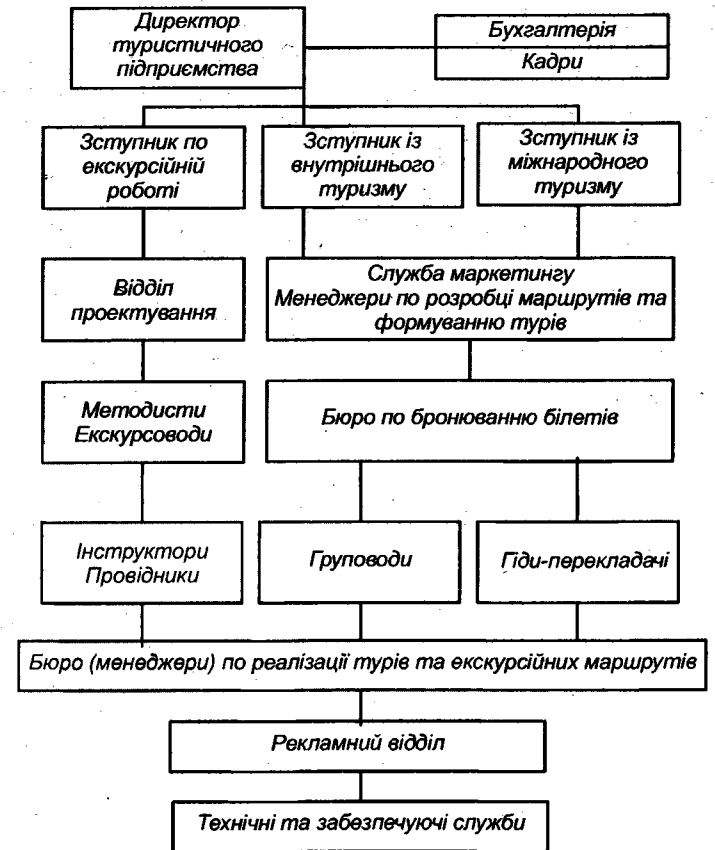 Директор
туристичного
підприємства
Бухгалтерія
Кадри
Зступник по
екскурсійній
роботі
Зступник із
внутрішнього
туризму
Зступник із
міжнародного
туризму
Відділ
проектування
Служба маркетингу
Менеджери по розробці маршрутів та
формуванню турів
Методисти
Екскурсоводи
Бюро по бронюванню білетів
Інструктори
Провідники
Груповоди
Гіди-перекладачі
Бюро (менеджери) по реалізації турів та екскурсійних маршрутів
Рекламний відділ
Технічні та забезпечуючі служби